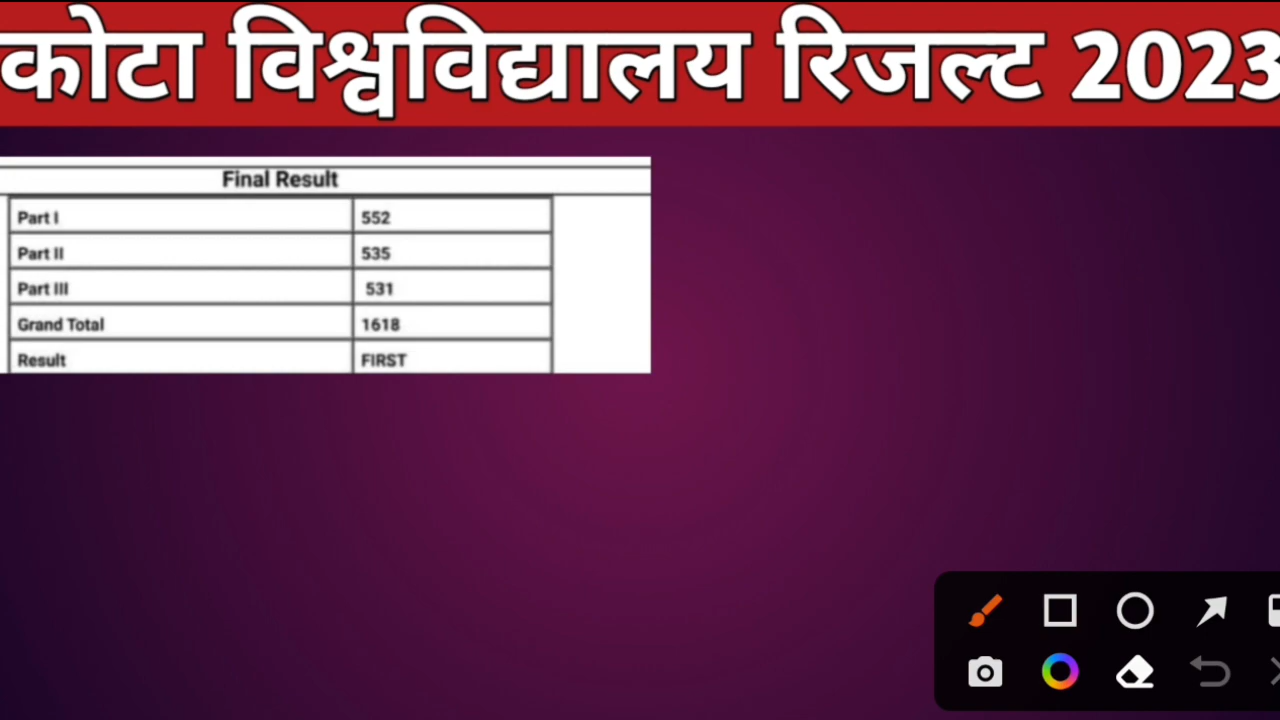 कोटा विश्वविद्यालय रिजल्ट 2023
Final Result
Part I 552
Part II 535
Part III 531
Grand Total 1618
Result FIRST